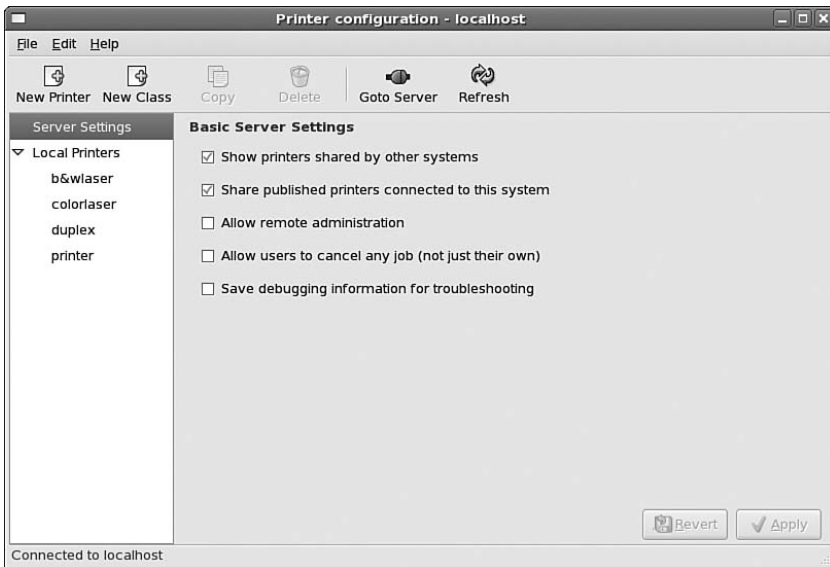 Printer configuration - localhost
File Edit Help
New Printer New Class Copy Delete Goto Server Refresh
Server Settings
Local Printers
b&wlaser
colorlaser
duplex
printer
Basic Server Settings
Show printers shared by other systems
Share published printers connected to this system
Allow remote administration
Allow users to cancel any job (not just their own)
Save debugging information for troubleshooting
Revert Apply
Connected to localhost